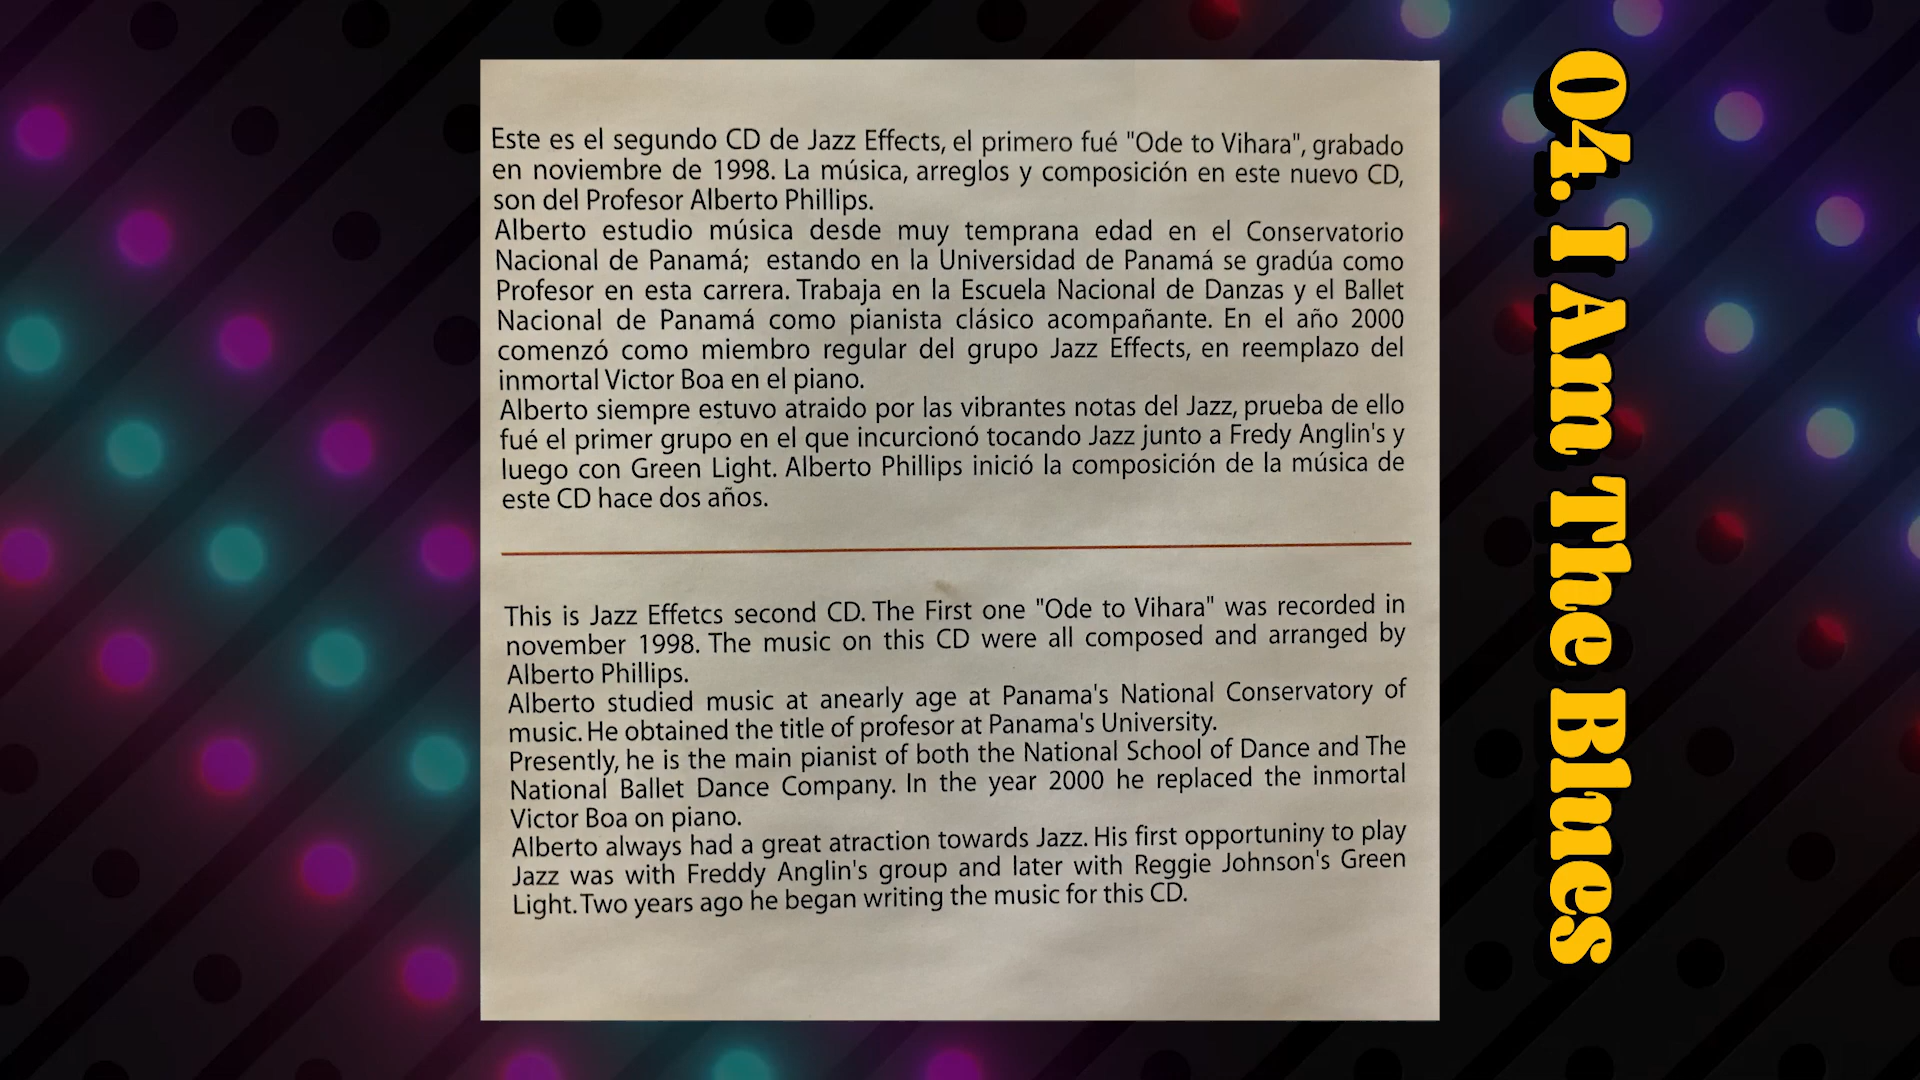 Este es el segundo CD de Jazz Effects, el primero fué "Ode to Vihara", grabado
en noviembre de 1998. La música, arreglos y composición en este nuevo CD,
son del Profesor Alberto Phillips.
Alberto estudio música desde muy temprana edad en el Conservatorio
Nacional de Panamá; estando en la Universidad de Panamá se gradúa como
Profesor en esta carrera. Trabaja en la Escuela Nacional de Danzas y el Ballet
Nacional de Panamá como pianista clásico acompañante. En el año 2000
comenzó como miembro regular del grupo Jazz Effects, en reemplazo del
inmortal Victor Boa en el piano.
Alberto siempre estuvo atraido por las vibrantes notas del Jazz, prueba de ello
fué el primer grupo en el que incurcionó tocando Jazz junto a Fredy Anglin's y
luego con Green Light. Alberto Phillips inició la composición de la música de
este CD hace dos años.
This is Jazz Effetcs second CD. The First one "Ode to Vihara" was recorded in
november 1998. The music on this CD were all composed and arranged by
Alberto Phillips.
Alberto studied music at anearly age at Panama's National Conservatory of
music. He obtained the title of profesor at Panama's University.
Presently, he is the main pianist of both the National School of Dance and The
National Ballet Dance Company. In the year 2000 he replaced the inmortal
Victor Boa on piano.
Alberto always had a great atraction towards Jazz. His first opportuniny to play
Jazz was with Freddy Anglin's group and later with Reggie Johnson's Green
Light. Two years ago he began writing the music for this CD.
04. I Am The Blues